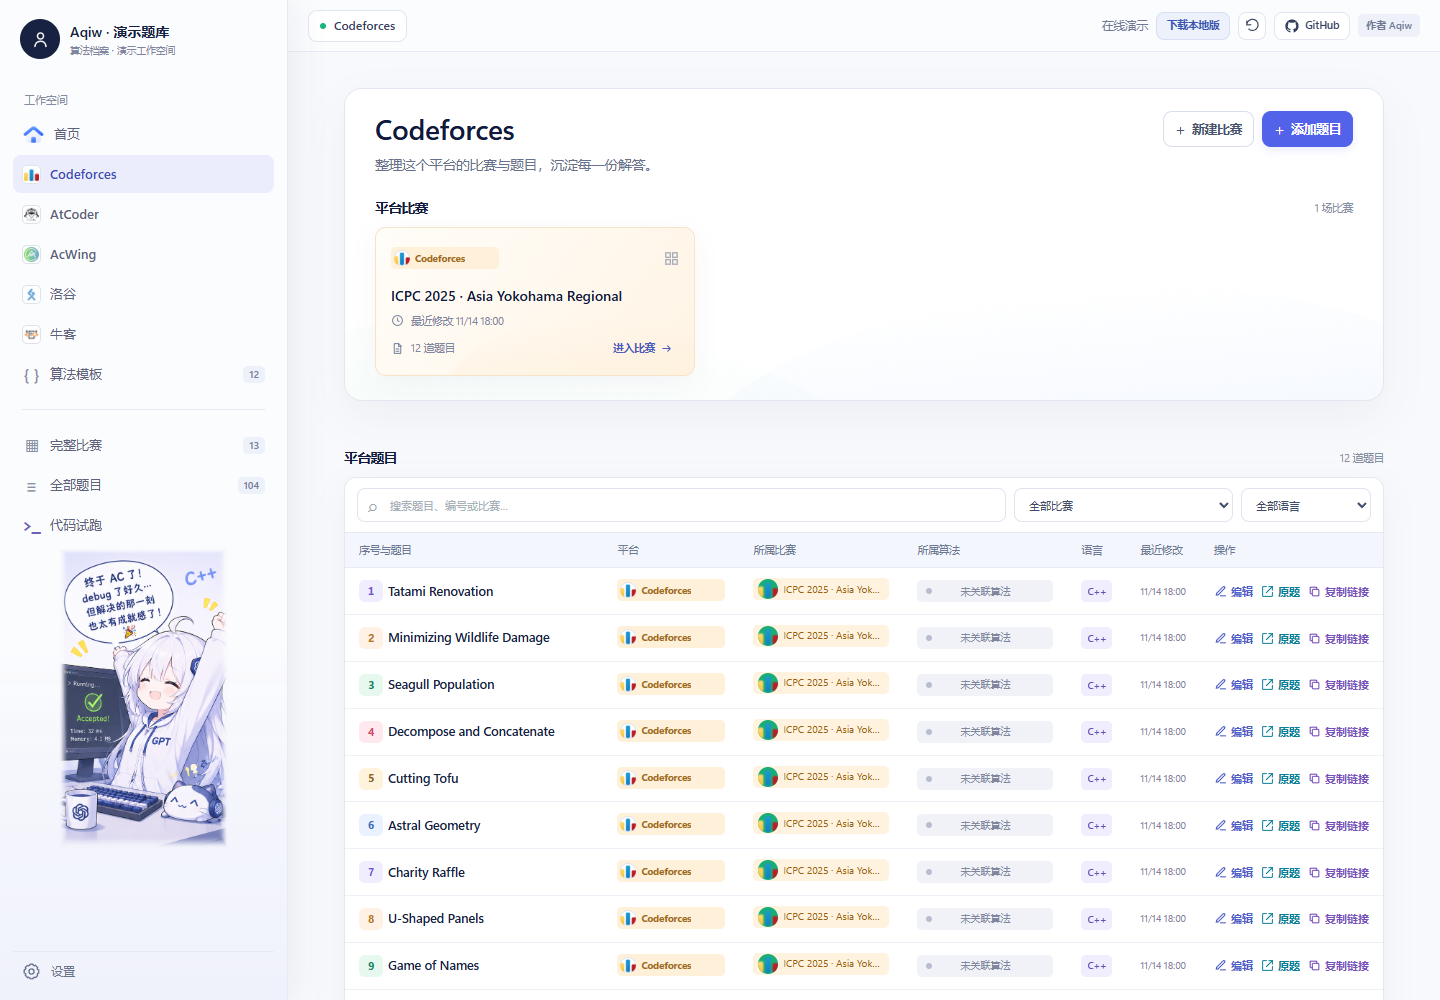 Aqiw · 演示题库
算法档案 · 演示工作空间
工作空间
首页
Codeforces
AtCoder
AcWing
洛谷
牛客
{ } 算法模板 12
完整比赛 13
全部题目 104
代码试跑
终于 AC 了!
debug 了好久…
但解决的那一刻
也太有成就感了!
C++
> Running...
Accepted!
Time: 32 ms
Memory: 4.2 MB
GPT
设置
Codeforces
在线演示 下载本地版 GitHub 作者 Aqiw
Codeforces
+ 新建比赛 + 添加题目
整理这个平台的比赛与题目，沉淀每一份解答。
平台比赛 1 场比赛
Codeforces
ICPC 2025 · Asia Yokohama Regional
最近修改 11/14 18:00
12 道题目 进入比赛 →
平台题目 12 道题目
搜索题目、编号或比赛... 全部比赛 全部语言
序号与题目 平台 所属比赛 所属算法 语言 最近修改 操作
1 Tatami Renovation Codeforces ICPC 2025 · Asia Yok... 未关联算法 C++ 11/14 18:00 编辑 原题 复制链接
2 Minimizing Wildlife Damage Codeforces ICPC 2025 · Asia Yok... 未关联算法 C++ 11/14 18:00 编辑 原题 复制链接
3 Seagull Population Codeforces ICPC 2025 · Asia Yok... 未关联算法 C++ 11/14 18:00 编辑 原题 复制链接
4 Decompose and Concatenate Codeforces ICPC 2025 · Asia Yok... 未关联算法 C++ 11/14 18:00 编辑 原题 复制链接
5 Cutting Tofu Codeforces ICPC 2025 · Asia Yok... 未关联算法 C++ 11/14 18:00 编辑 原题 复制链接
6 Astral Geometry Codeforces ICPC 2025 · Asia Yok... 未关联算法 C++ 11/14 18:00 编辑 原题 复制链接
7 Charity Raffle Codeforces ICPC 2025 · Asia Yok... 未关联算法 C++ 11/14 18:00 编辑 原题 复制链接
8 U-Shaped Panels Codeforces ICPC 2025 · Asia Yok... 未关联算法 C++ 11/14 18:00 编辑 原题 复制链接
9 Game of Names Codeforces ICPC 2025 · Asia Yok... 未关联算法 C++ 11/14 18:00 编辑 原题 复制链接